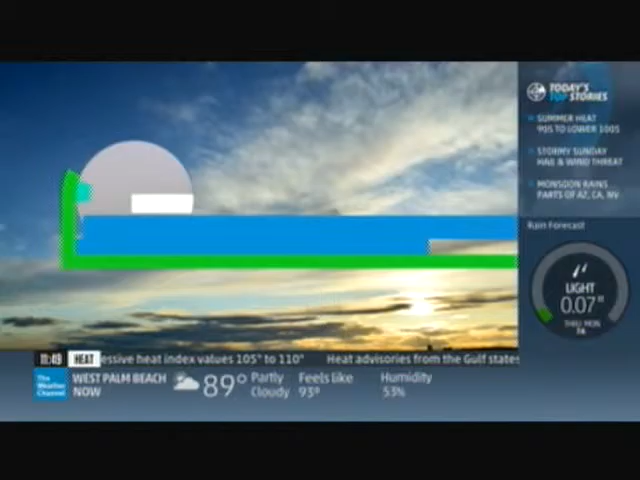 TODAY'S
TOP STORIES
SUMMER HEAT
90S TO LOWER 100S
STORMY SUNDAY
HAIL & WIND THREAT
MONSOON RAINS
PARTS OF AZ, CA, NV
Rain Forecast
LIGHT
0.07"
THRU MON
7A
11:49 HEAT essive heat index values 105° to 110° Heat advisories from the Gulf states
The Weather Channel
WEST PALM BEACH
NOW
89°
Partly
Cloudy
Feels like
93°
Humidity
53%